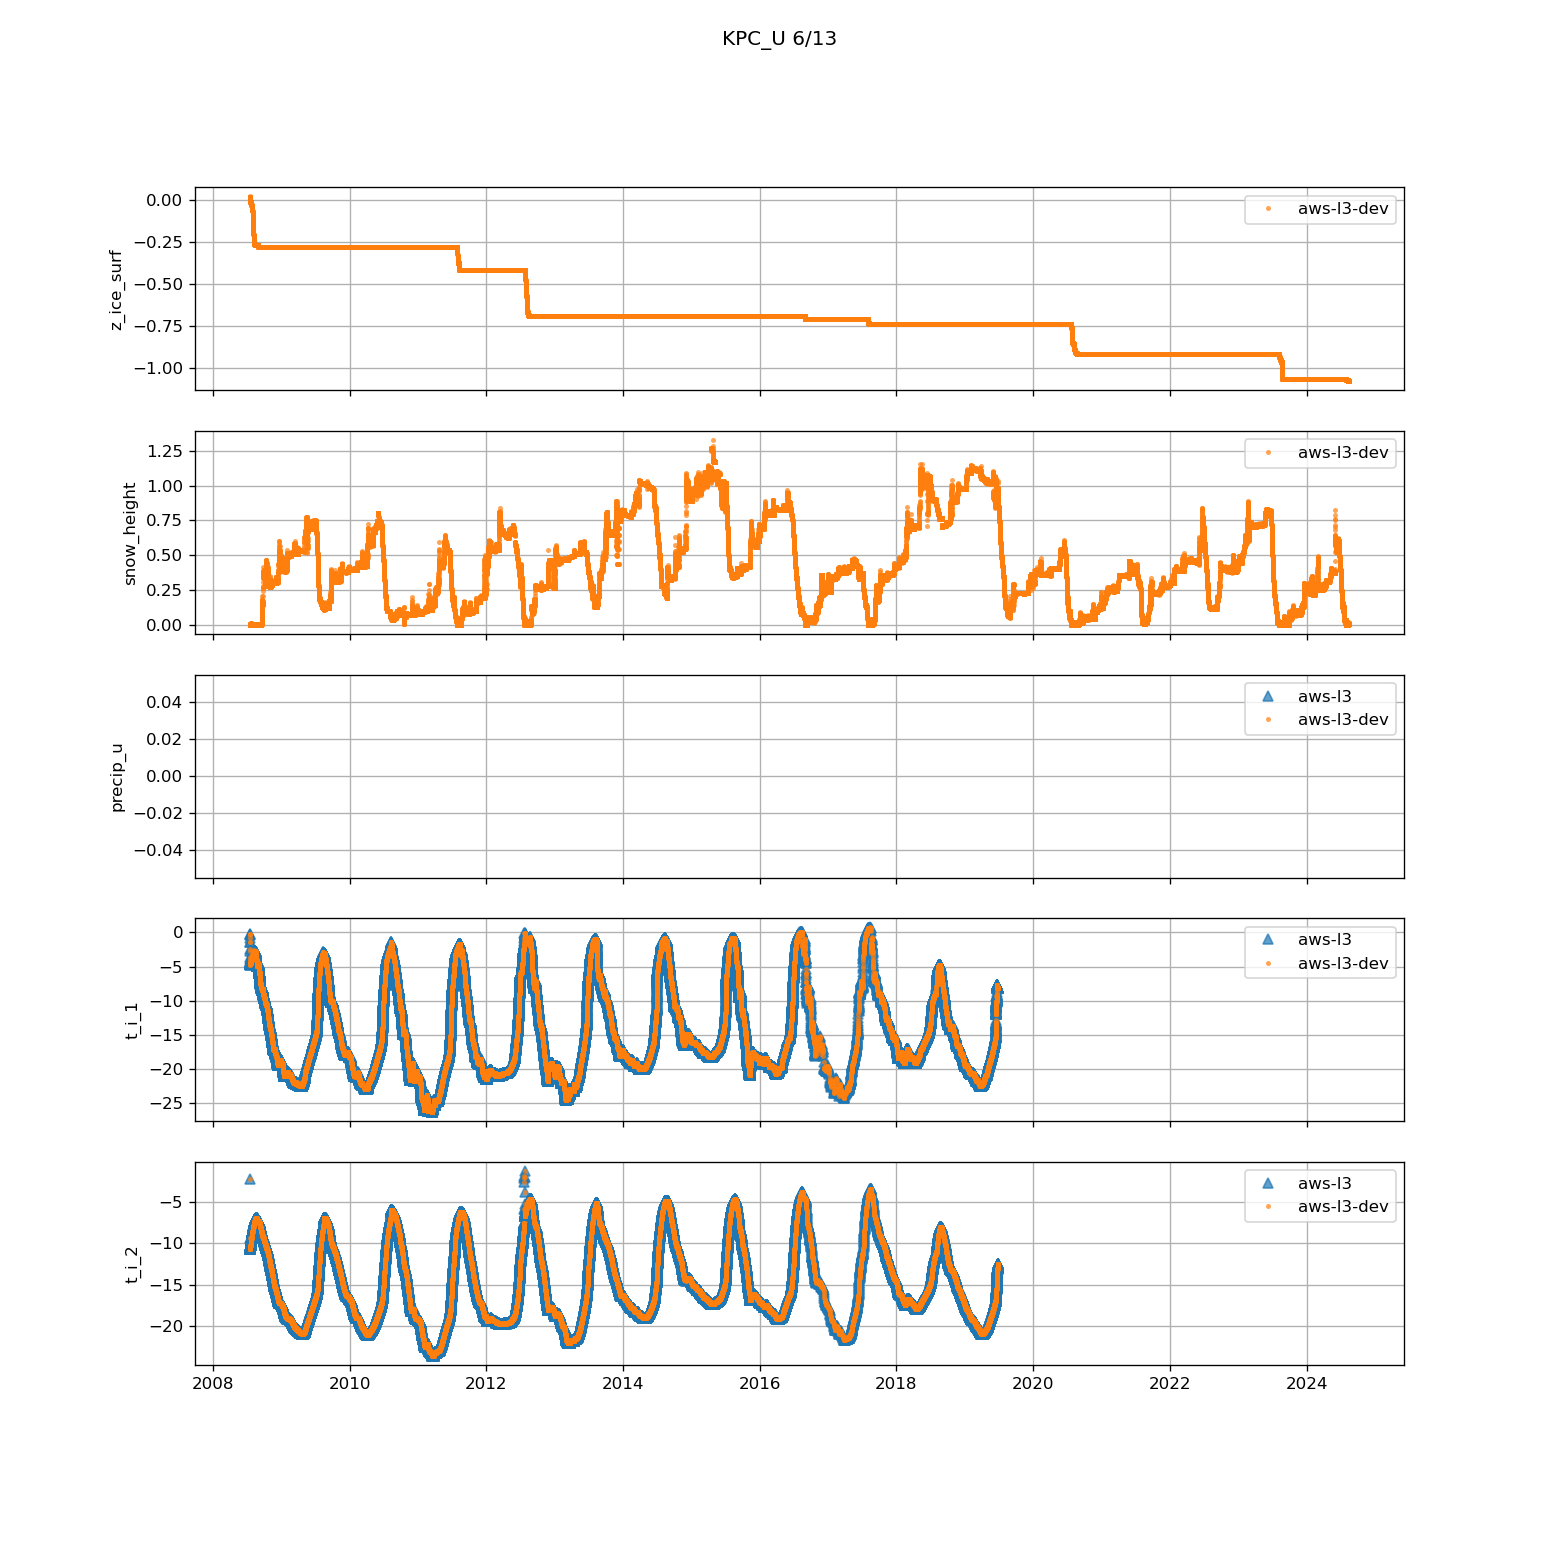 KPC_U 6/13
0.00
−0.25
−0.50
−0.75
−1.00
z_ice_surf
aws-l3-dev
1.25
1.00
0.75
0.50
0.25
0.00
snow_height
aws-l3-dev
0.04
0.02
0.00
−0.02
−0.04
precip_u
aws-l3
aws-l3-dev
0
−5
−10
−15
−20
−25
t_i_1
aws-l3
aws-l3-dev
−5
−10
−15
−20
t_i_2
aws-l3
aws-l3-dev
2008 2010 2012 2014 2016 2018 2020 2022 2024